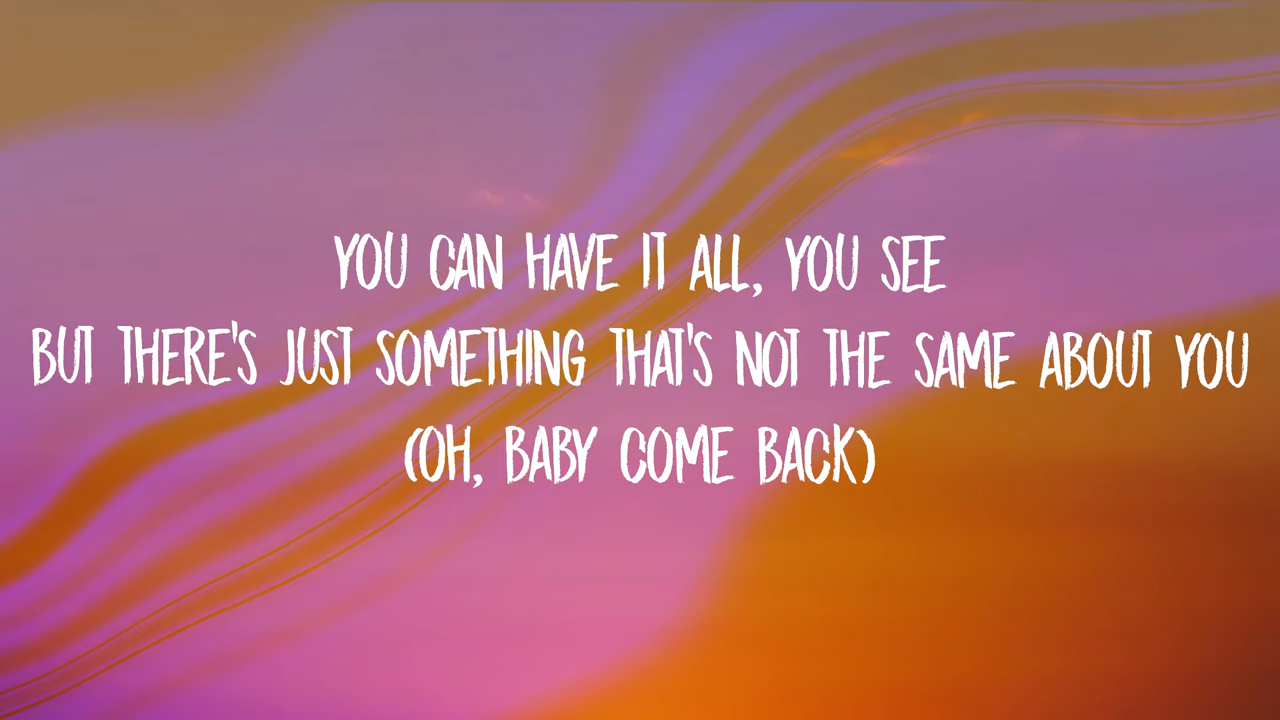 YOU CAN HAVE IT ALL, YOU SEE
BUT THERE'S JUST SOMETHING THAT'S NOT THE SAME ABOUT YOU
(OH, BABY COME BACK)